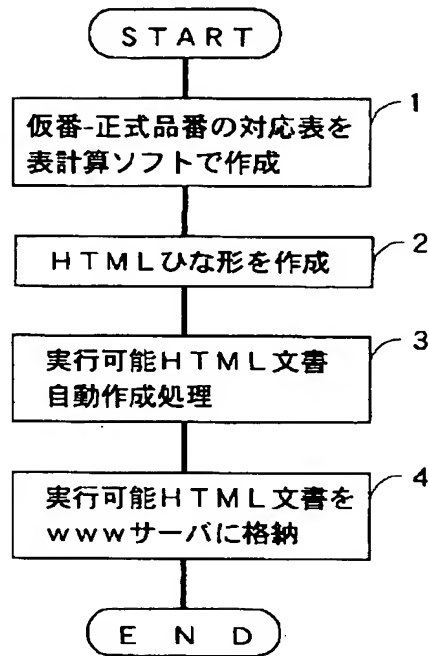 START
1
仮番-正式品番の対応表を
表計算ソフトで作成
2
HTMLひな形を作成
3
実行可能HTML文書
自動作成処理
4
実行可能HTML文書を
wwwサーバに格納
END